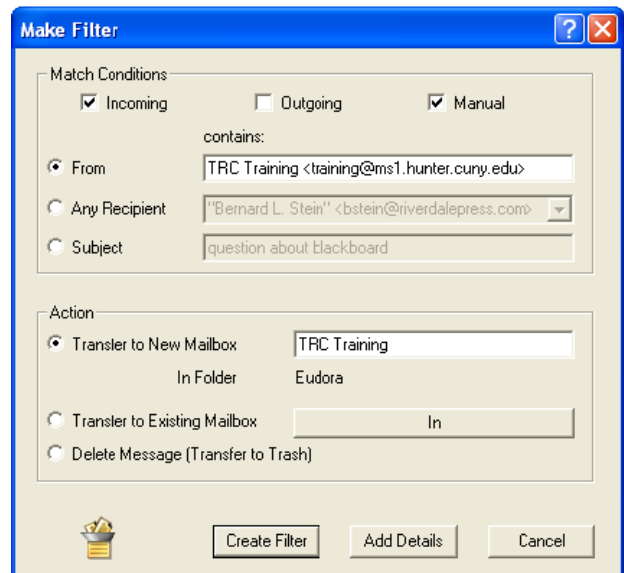 Make Filter
Match Conditions
Incoming Outgoing Manual
contains:
From TRC Training <training@ms1.hunter.cuny.edu>
Any Recipient "Bernard L. Stein" <bstein@riverdalepress.com>
Subject question about blackboard
Action
Transfer to New Mailbox TRC Training
In Folder Eudora
Transfer to Existing Mailbox In
Delete Message (Transfer to Trash)
Create Filter Add Details Cancel